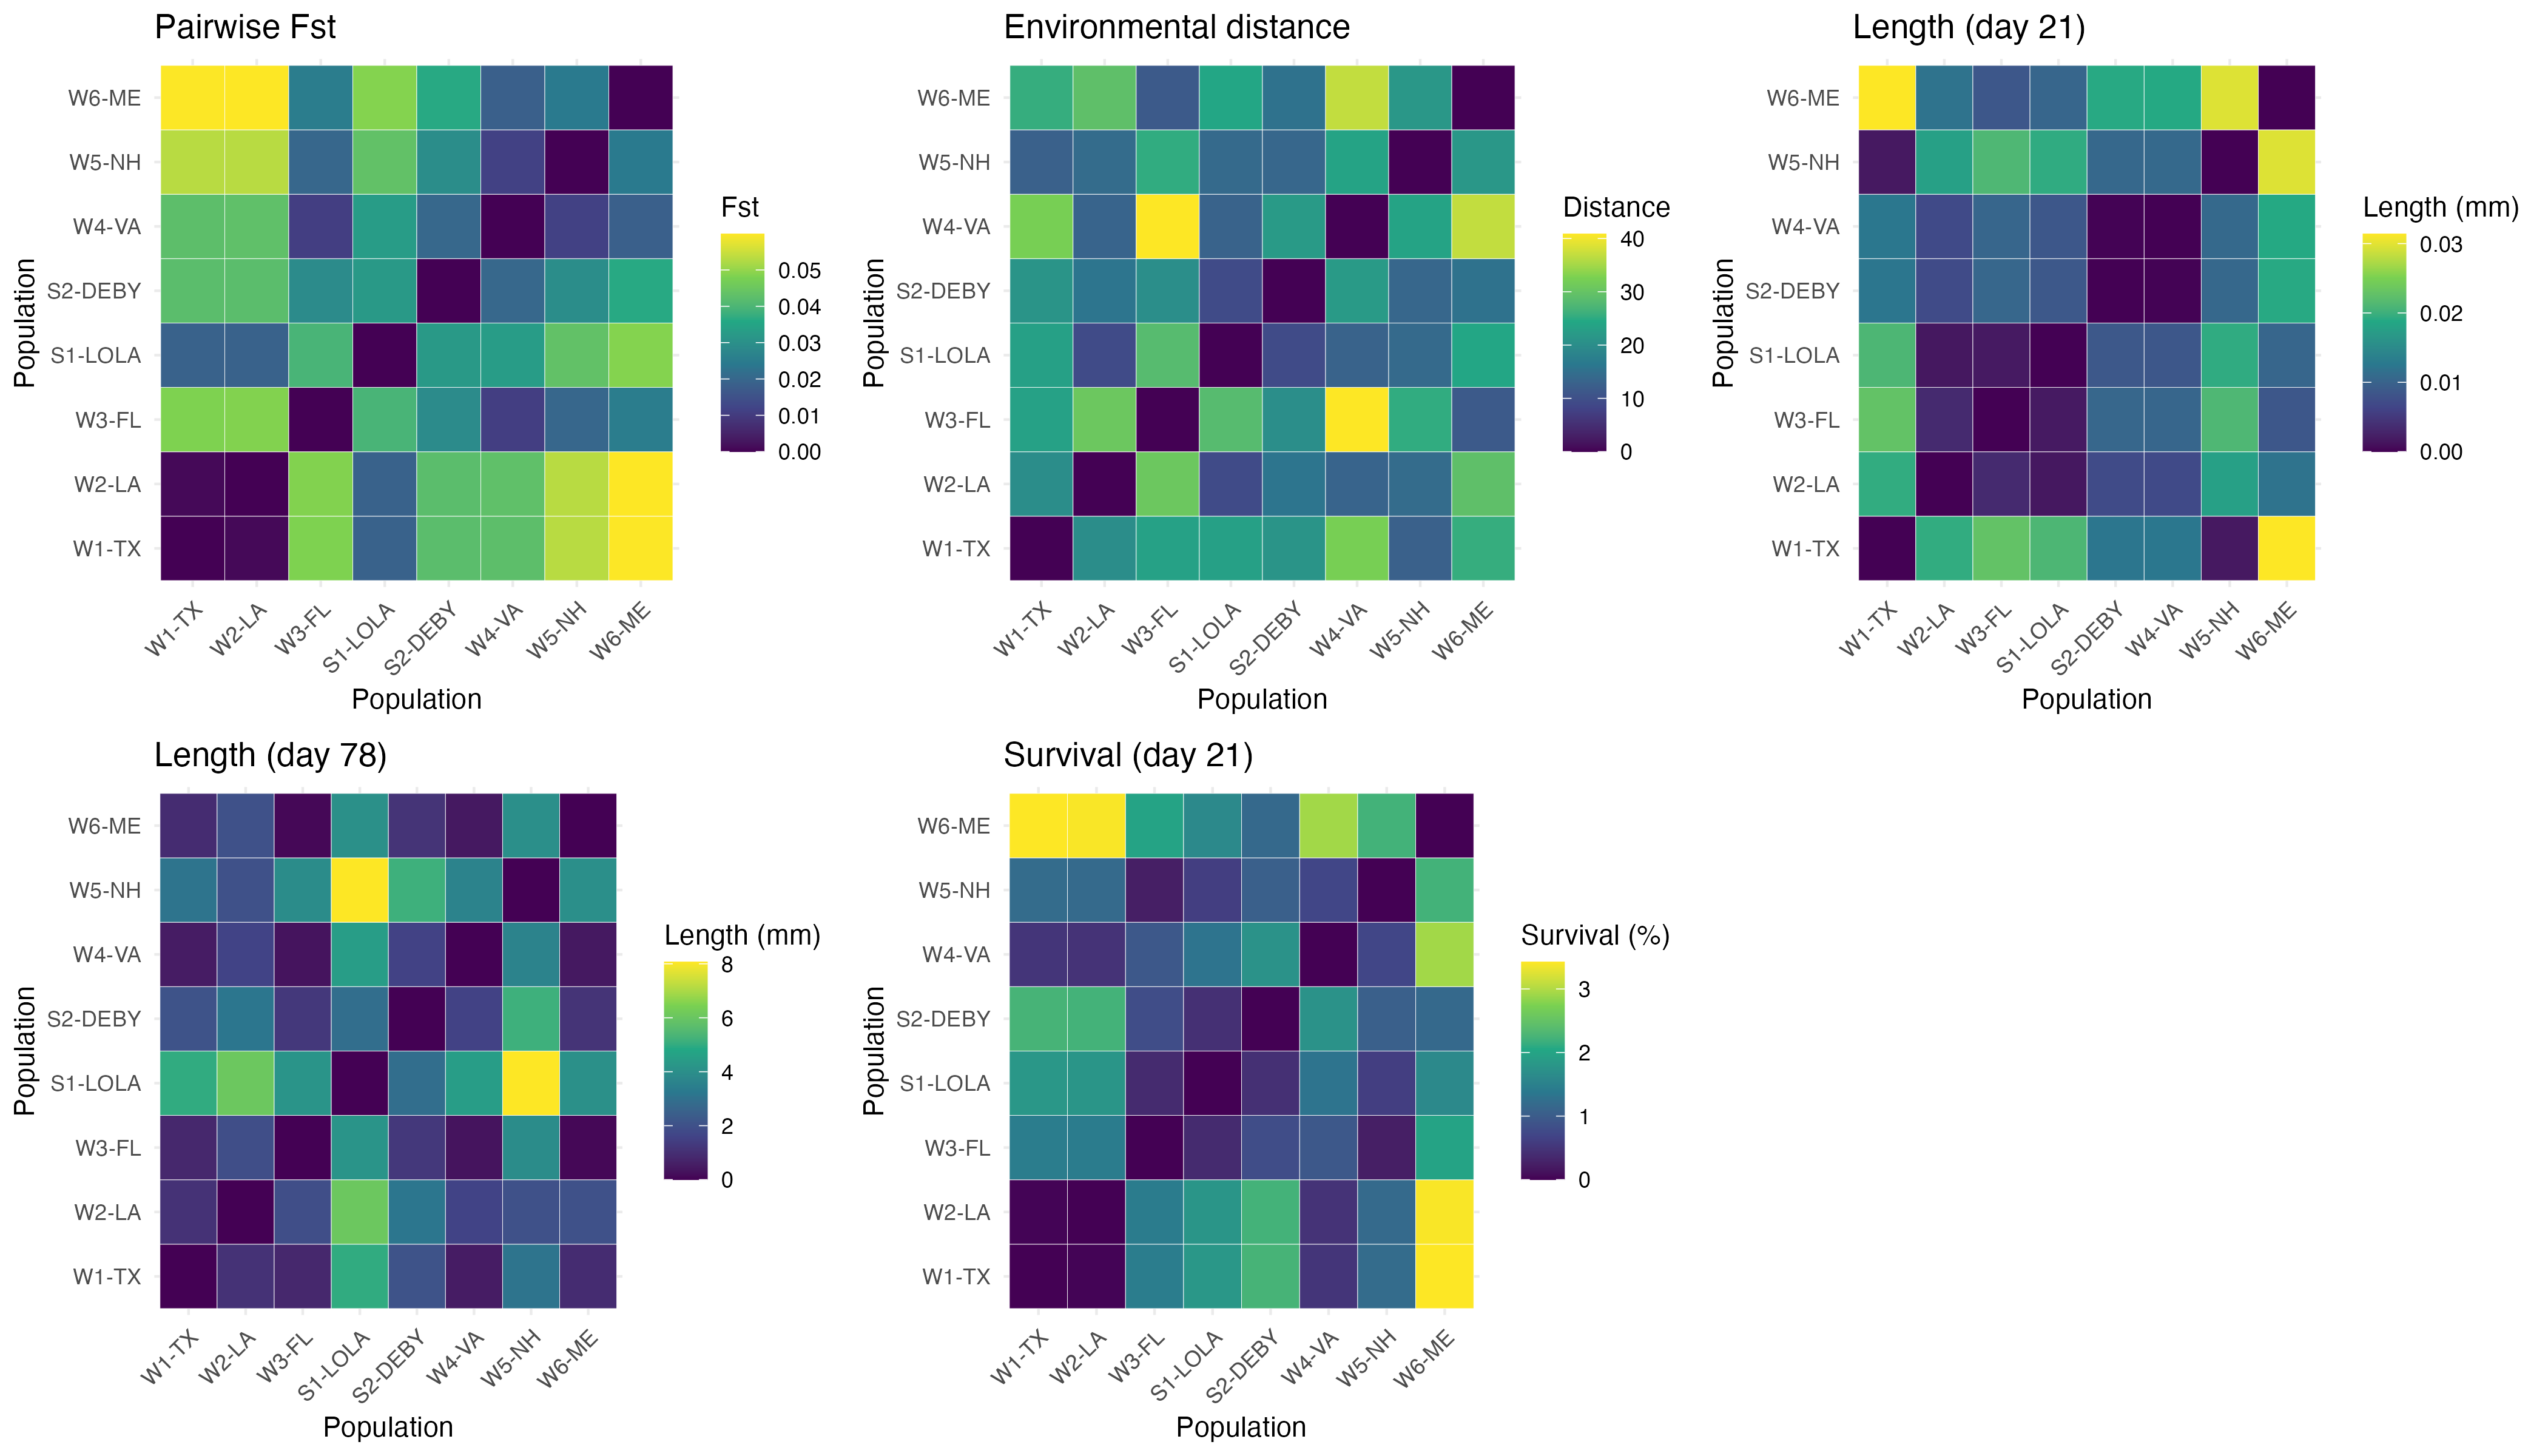 Pairwise Fst
Population
W6-ME
W5-NH
W4-VA
S2-DEBY
S1-LOLA
W3-FL
W2-LA
W1-TX
W1-TX
W2-LA
W3-FL
S1-LOLA
S2-DEBY
W4-VA
W5-NH
W6-ME
Population
Fst
0.05
0.04
0.03
0.02
0.01
0.00
Environmental distance
Population
W6-ME
W5-NH
W4-VA
S2-DEBY
S1-LOLA
W3-FL
W2-LA
W1-TX
W1-TX
W2-LA
W3-FL
S1-LOLA
S2-DEBY
W4-VA
W5-NH
W6-ME
Population
Distance
40
30
20
10
0
Length (day 21)
Population
W6-ME
W5-NH
W4-VA
S2-DEBY
S1-LOLA
W3-FL
W2-LA
W1-TX
W1-TX
W2-LA
W3-FL
S1-LOLA
S2-DEBY
W4-VA
W5-NH
W6-ME
Population
Length (mm)
0.03
0.02
0.01
0.00
Length (day 78)
Population
W6-ME
W5-NH
W4-VA
S2-DEBY
S1-LOLA
W3-FL
W2-LA
W1-TX
W1-TX
W2-LA
W3-FL
S1-LOLA
S2-DEBY
W4-VA
W5-NH
W6-ME
Population
Length (mm)
8
6
4
2
0
Survival (day 21)
Population
W6-ME
W5-NH
W4-VA
S2-DEBY
S1-LOLA
W3-FL
W2-LA
W1-TX
W1-TX
W2-LA
W3-FL
S1-LOLA
S2-DEBY
W4-VA
W5-NH
W6-ME
Population
Survival (%)
3
2
1
0